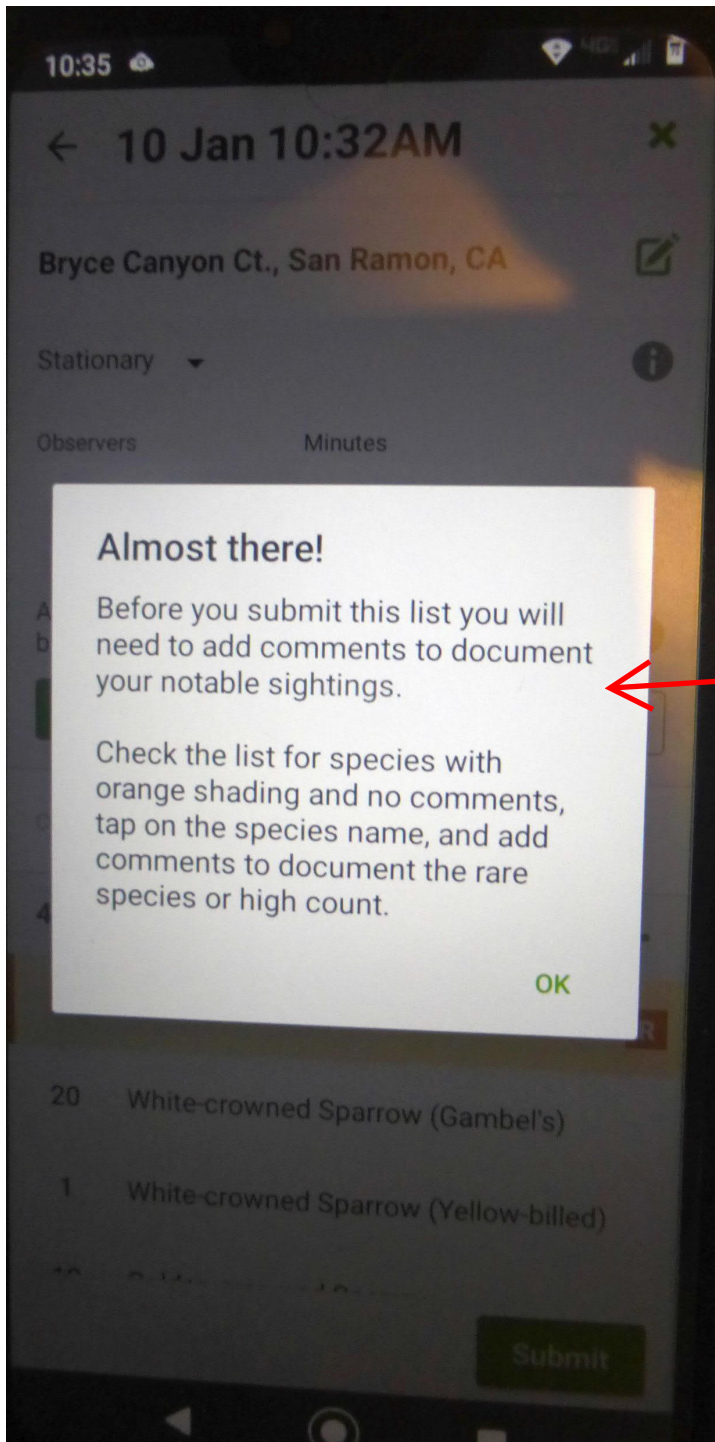 10:35 4G
← 10 Jan 10:32AM ×
Bryce Canyon Ct., San Ramon, CA
Stationary
Observers Minutes
Almost there!
A
Before you submit this list you will
b
need to add comments to document
your notable sightings.
Check the list for species with
orange shading and no comments,
tap on the species name, and add
comments to document the rare
4
species or high count.
OK
R
20 White-crowned Sparrow (Gambel's)
1 White-crowned Sparrow (Yellow-billed)
Submit